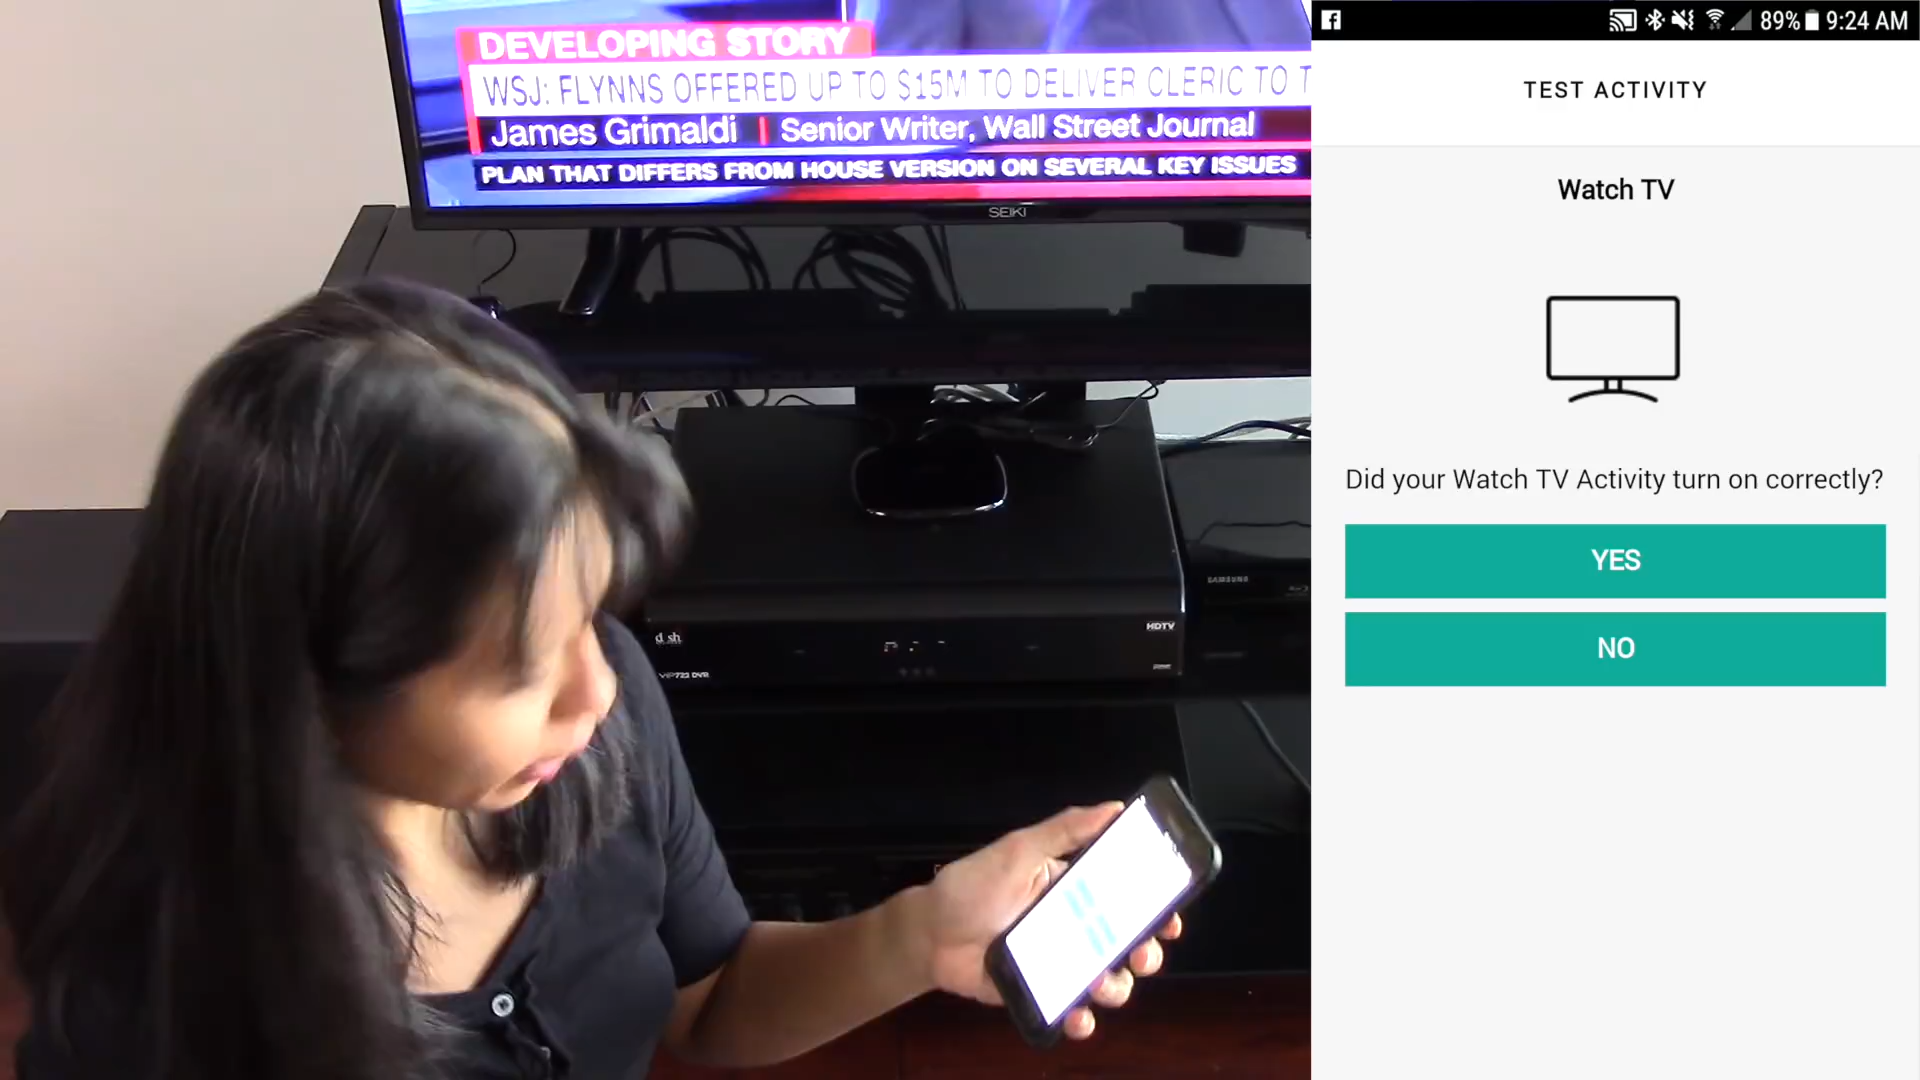 DEVELOPING STORY
WSJ: FLYNNS OFFERED UP TO $15M TO DELIVER CLERIC TO T
James Grimaldi | Senior Writer, Wall Street Journal
PLAN THAT DIFFERS FROM HOUSE VERSION ON SEVERAL KEY ISSUES
SEIKI
SAMSUNG
dish
HDTV
ViP722 DVR
89% 9:24 AM
TEST ACTIVITY
Watch TV
Did your Watch TV Activity turn on correctly?
YES
NO